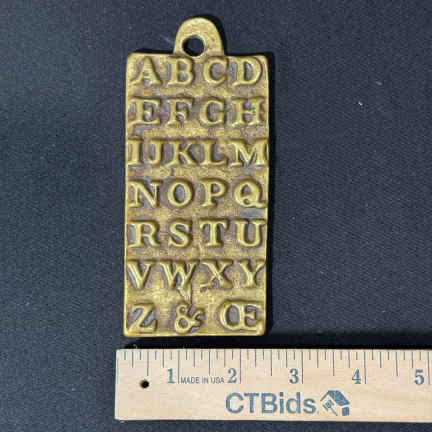 ABCD
EFGH
IJKLM
NOPQ
RSTU
VWXY
Z & Œ
1 MADE IN USA 2 3 4 5
CTBids